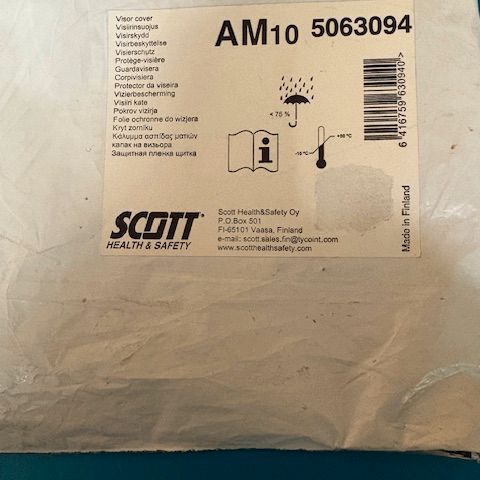 Visor cover
Visiirinsuojus
Visirskydd
Visirbeskyttelse
Visierschutz
Protège-visière
Guardavisera
Corpivisiera
Protector da viseira
Vizierbescherming
Visiiri kate
Pokrov vizirja
Folie ochronne do wizjera
Kryt zorníku
Κάλυμμα ασπίδας ματιών
капак на визьора
Защитная пленка щитка
AM10 5063094
< 75 %
-10 °C
+50 °C
6 416759 630940>
Made in Finland
SCOTT
HEALTH & SAFETY
Scott Health&Safety Oy
P.O.Box 501
FI-65101 Vaasa, Finland
e-mail: scott.sales.fin@tycoint.com
www.scotthealthsafety.com